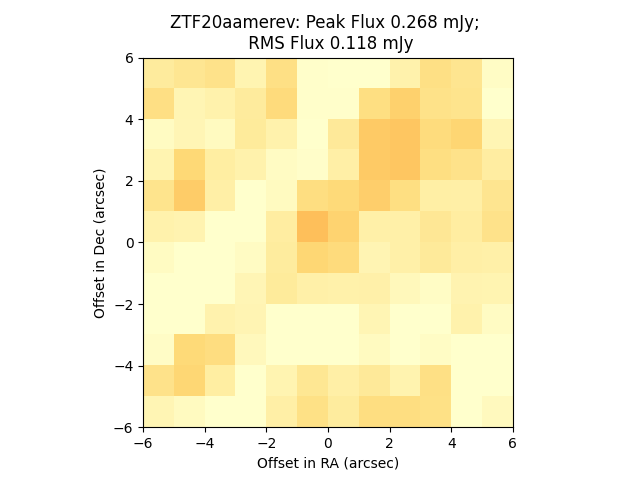 ZTF20aamerev: Peak Flux 0.268 mJy;
RMS Flux 0.118 mJy
6
4
2
0
−2
−4
−6
Offset in Dec (arcsec)
−6 −4 −2 0 2 4 6
Offset in RA (arcsec)